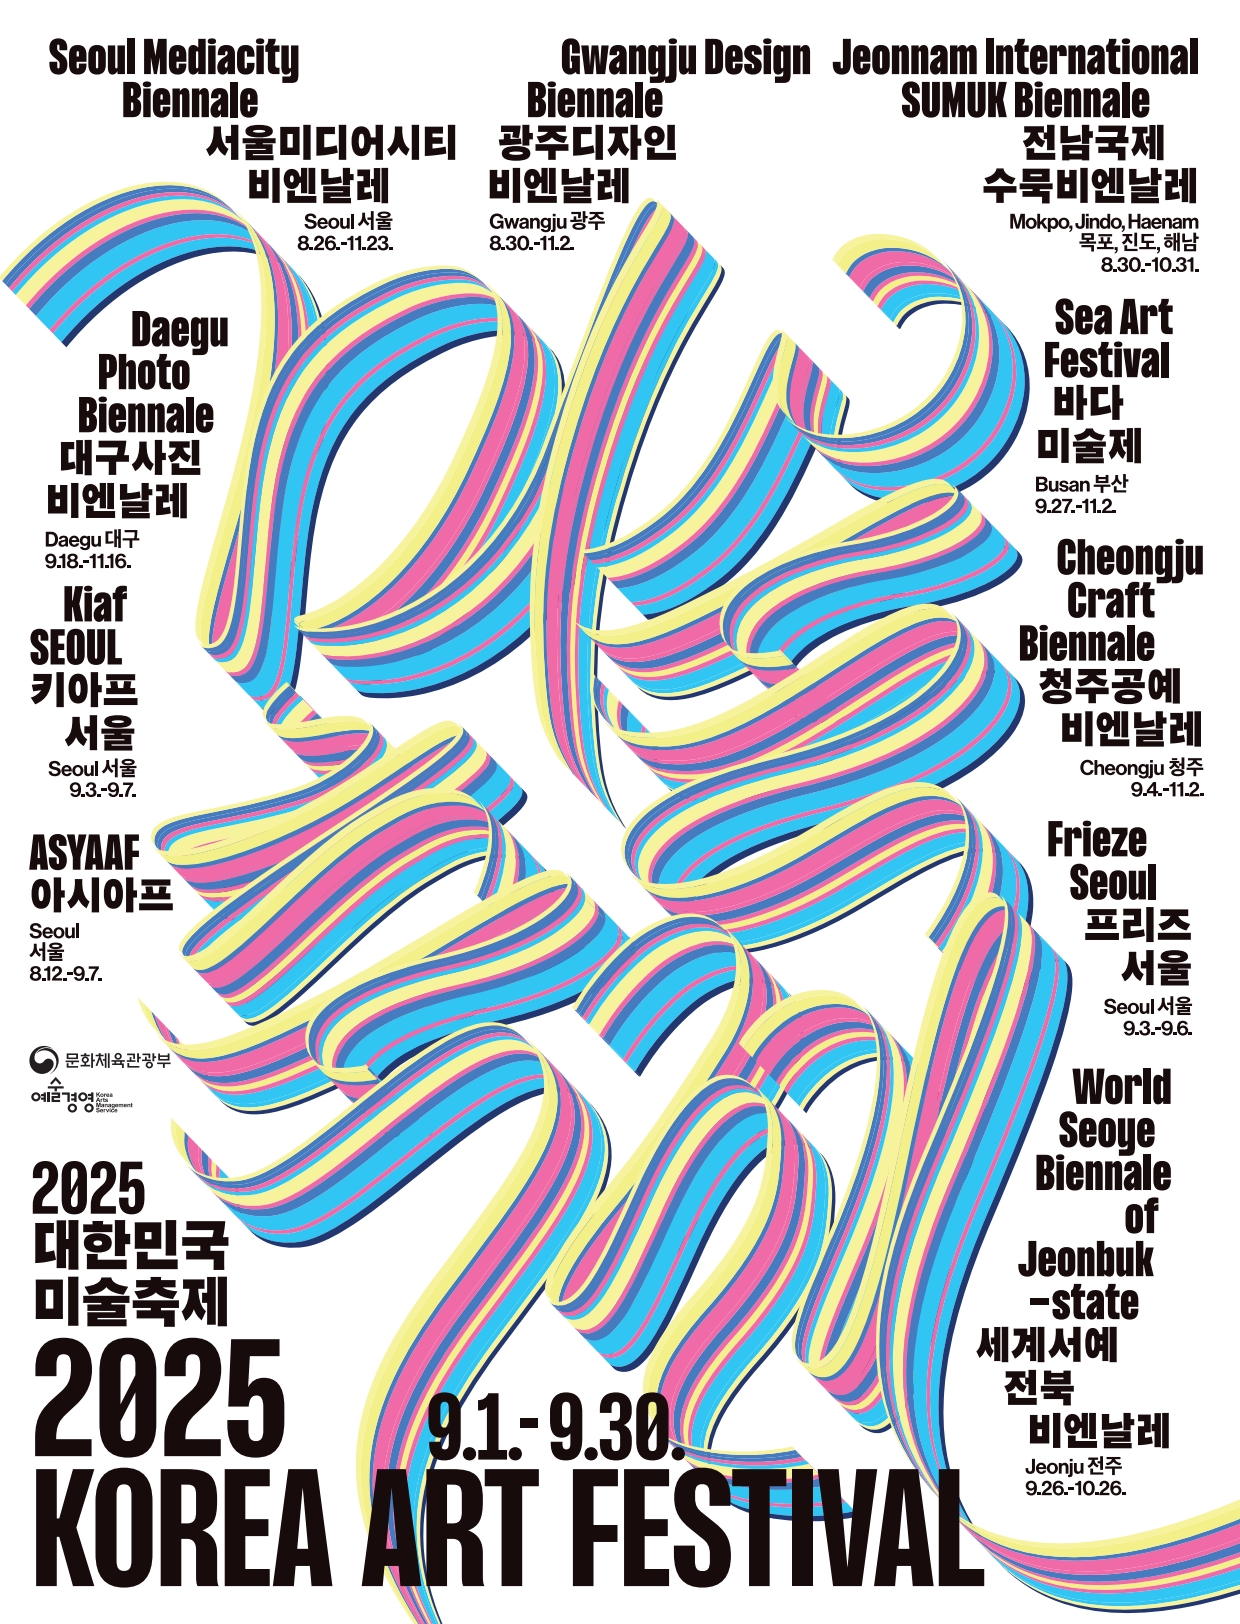 Seoul Mediacity
Biennale
서울미디어시티
비엔날레
Seoul 서울
8.26.-11.23.
Gwangju Design
Biennale
광주디자인
비엔날레
Gwangju 광주
8.30.-11.2.
Jeonnam International
SUMUK Biennale
전남국제
수묵비엔날레
Mokpo, Jindo, Haenam
목포, 진도, 해남
8.30.-10.31.
Daegu
Photo
Biennale
대구사진
비엔날레
Daegu 대구
9.18.-11.16.
Sea Art
Festival
바다
미술제
Busan 부산
9.27.-11.2.
Kiaf
SEOUL
키아프
서울
Seoul 서울
9.3.-9.7.
Cheongju
Craft
Biennale
청주공예
비엔날레
Cheongju 청주
9.4.-11.2.
ASYAAF
아시아프
Seoul
서울
8.12.-9.7.
Frieze
Seoul
프리즈
서울
Seoul 서울
9.3.-9.6.
문화체육관광부
예술경영
Korea
Arts
Management
Service
World
Seoye
Biennale
of
Jeonbuk
-state
세계서예
전북
비엔날레
Jeonju 전주
9.26.-10.26.
2025
대한민국
미술축제
2025
9.1.-9.30.
KOREA ART FESTIVAL